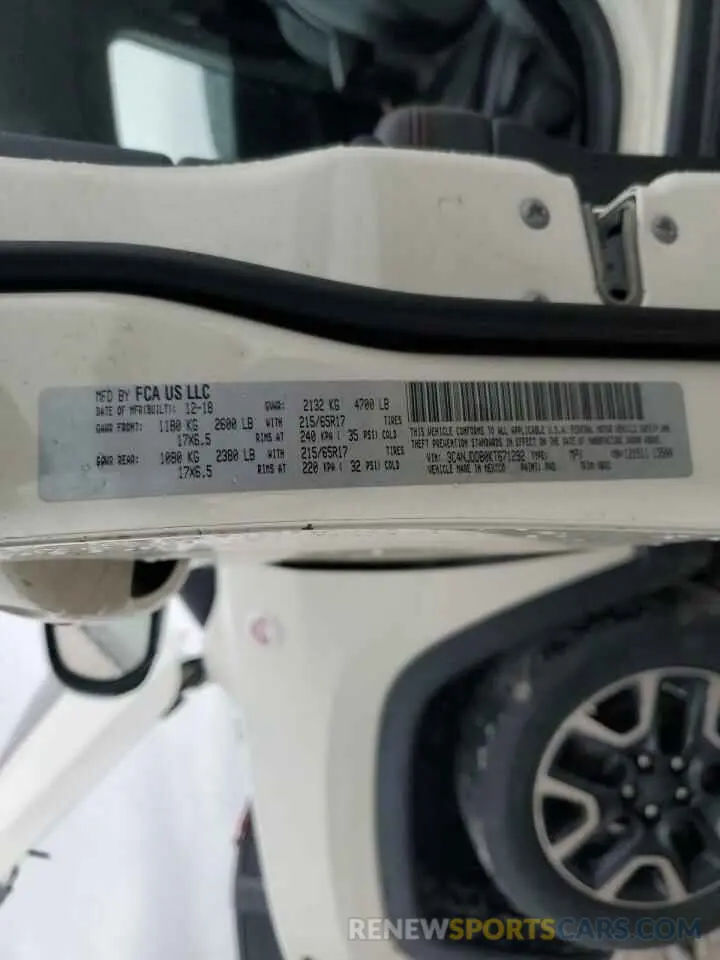 MFD BY FCA US LLC
DATE OF MFR(BUILT): 12-18 GVWR: 2132 KG 4700 LB
GAWR FRONT: 1180 KG 2600 LB WITH 215/65R17 TIRES
17X6.5 RIMS AT 240 KPA ( 35 PSI) COLD
GAWR REAR: 1080 KG 2380 LB WITH 215/65R17 TIRES
17X6.5 RIMS AT 220 KPA ( 32 PSI) COLD
THIS VEHICLE CONFORMS TO ALL APPLICABLE U.S.A. FEDERAL MOTOR VEHICLE SAFETY AND
THEFT PREVENTION STANDARDS IN EFFECT ON THE DATE OF MANUFACTURE SHOWN ABOVE.
VIN: 3C4NJDDB0KT671292 TYPE: MPV
VEHICLE MADE IN MEXICO PAINT: TRIM:
RENEWSPORTSCARS.COM